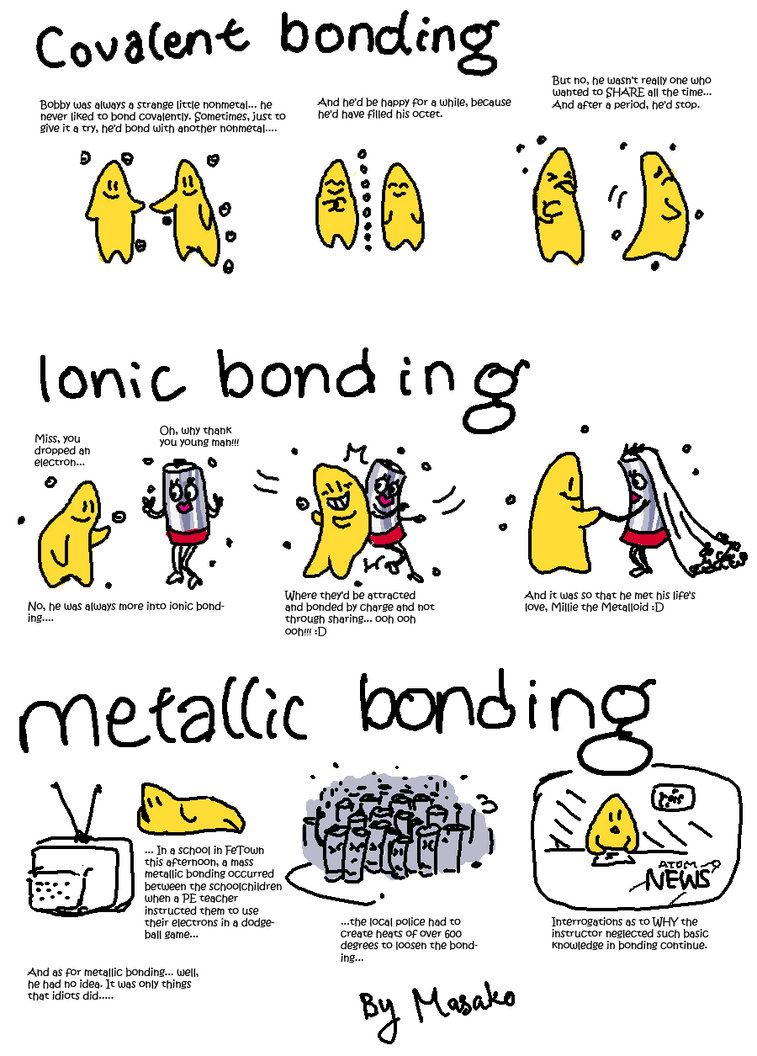 Covalent bonding
Bobby was always a strange little nonmetal... he
never liked to bond covalently. Sometimes, just to
give it a try, he'd bond with another nonmetal....
And he'd be happy for a while, because
he'd have filled his octet.
But no, he wasn't really one who
wanted to SHARE all the time...
And after a period, he'd stop.
Ionic bonding
Miss, you
dropped an
electron...
Oh, why thank
you young man!!!
No, he was always more into ionic bond-
ing....
Where they'd be attracted
and bonded by charge and not
through sharing... ooh ooh
ooh!!! :D
And it was so that he met his life's
love, Millie the Metalloid :D
metallic bonding
... In a school in FeTown
this afternoon, a mass
metallic bonding occurred
between the schoolchildren
when a PE teacher
instructed them to use
their electrons in a dodge-
ball game...
And as for metallic bonding... well,
he had no idea. It was only things
that idiots did.....
...the local police had to
create heats of over 600
degrees to loosen the bond-
ing...
ATOM
NEWS
Interrogations as to WHY the
instructor neglected such basic
knowledge in bonding continue.
By Masako